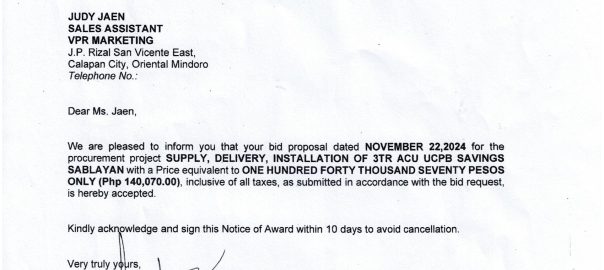 JUDY JAEN
SALES ASSISTANT
VPR MARKETING
J.P. Rizal San Vicente East,
Calapan City, Oriental Mindoro
Telephone No.:
Dear Ms. Jaen,
We are pleased to inform you that your bid proposal dated NOVEMBER 22,2024 for the
procurement project SUPPLY, DELIVERY, INSTALLATION OF 3TR ACU UCPB SAVINGS
SABLAYAN with a Price equivalent to ONE HUNDRED FORTY THOUSAND SEVENTY PESOS
ONLY (Php 140,070.00), inclusive of all taxes, as submitted in accordance with the bid request,
is hereby accepted.
Kindly acknowledge and sign this Notice of Award within 10 days to avoid cancellation.
Very truly yours,